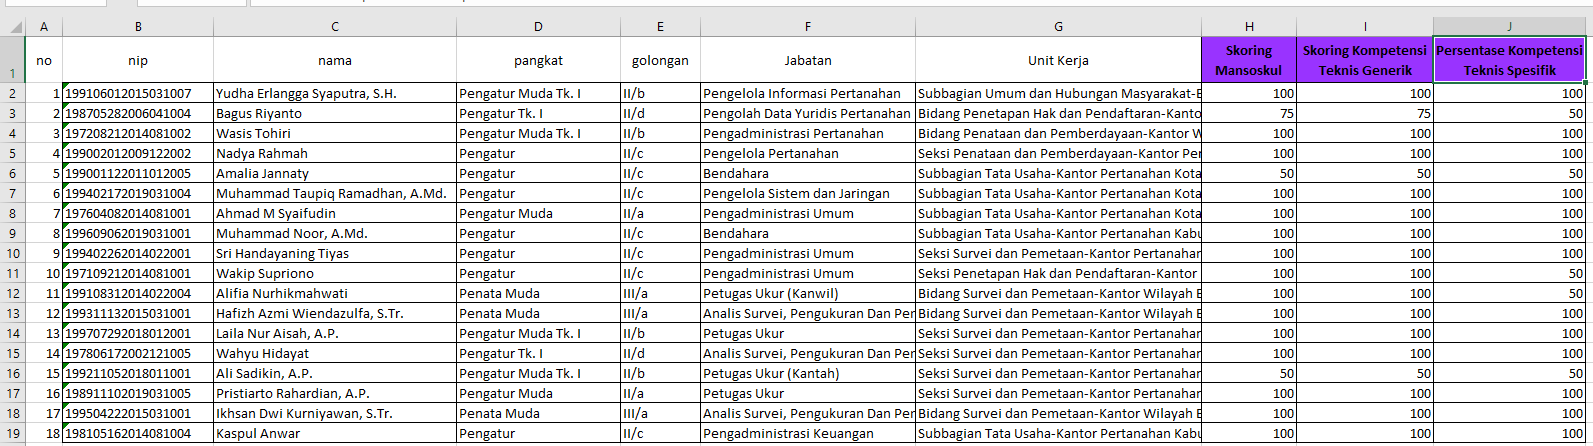 A B C D E F G H I J
1 no nip nama pangkat golongan Jabatan Unit Kerja Skoring Mansoskul Skoring Kompetensi Teknis Generik Persentase Kompetensi Teknis Spesifik
2 1 199106012015031007 Yudha Erlangga Syaputra, S.H. Pengatur Muda Tk. I II/b Pengelola Informasi Pertanahan Subbagian Umum dan Hubungan Masyarakat-B 100 100 100
3 2 198705282006041004 Bagus Riyanto Pengatur Tk. I II/d Pengolah Data Yuridis Pertanahan Bidang Penetapan Hak dan Pendaftaran-Kanto 75 75 50
4 3 197208212014081002 Wasis Tohiri Pengatur Muda Tk. I II/b Pengadministrasi Pertanahan Bidang Penataan dan Pemberdayaan-Kantor W 100 100 100
5 4 199002012009122002 Nadya Rahmah Pengatur II/c Pengelola Pertanahan Seksi Penataan dan Pemberdayaan-Kantor Per 100 100 100
6 5 199001122011012005 Amalia Jannaty Pengatur II/c Bendahara Subbagian Tata Usaha-Kantor Pertanahan Kota 50 50 50
7 6 199402172019031004 Muhammad Taupiq Ramadhan, A.Md. Pengatur II/c Pengelola Sistem dan Jaringan Subbagian Tata Usaha-Kantor Pertanahan Kota 100 100 100
8 7 197604082014081001 Ahmad M Syaifudin Pengatur Muda II/a Pengadministrasi Umum Subbagian Tata Usaha-Kantor Pertanahan Kota 100 100 100
9 8 199609062019031001 Muhammad Noor, A.Md. Pengatur II/c Bendahara Subbagian Tata Usaha-Kantor Pertanahan Kabu 100 100 100
10 9 199402262014022001 Sri Handayaning Tiyas Pengatur II/c Pengadministrasi Umum Seksi Survei dan Pemetaan-Kantor Pertanahan 100 100 100
11 10 197109212014081001 Wakip Supriono Pengatur II/c Pengadministrasi Umum Seksi Penetapan Hak dan Pendaftaran-Kantor 100 100 50
12 11 199108312014022004 Alifia Nurhikmahwati Penata Muda III/a Petugas Ukur (Kanwil) Bidang Survei dan Pemetaan-Kantor Wilayah B 100 100 50
13 12 199311132015031001 Hafizh Azmi Wiendazulfa, S.Tr. Penata Muda III/a Analis Survei, Pengukuran Dan Per Bidang Survei dan Pemetaan-Kantor Wilayah B 100 100 100
14 13 199707292018012001 Laila Nur Aisah, A.P. Pengatur Muda Tk. I II/b Petugas Ukur Seksi Survei dan Pemetaan-Kantor Pertanahar 100 100 100
15 14 197806172002121005 Wahyu Hidayat Pengatur Tk. I II/d Analis Survei, Pengukuran Dan Per Seksi Survei dan Pemetaan-Kantor Pertanahar 100 100 100
16 15 199211052018011001 Ali Sadikin, A.P. Pengatur Muda Tk. I II/b Petugas Ukur (Kantah) Seksi Survei dan Pemetaan-Kantor Pertanahar 50 50 50
17 16 198911102019031005 Pristiarto Rahardian, A.P. Pengatur Muda II/a Petugas Ukur Seksi Survei dan Pemetaan-Kantor Pertanahar 100 100 100
18 17 199504222015031001 Ikhsan Dwi Kurniyawan, S.Tr. Penata Muda III/a Analis Survei, Pengukuran Dan Per Bidang Survei dan Pemetaan-Kantor Wilayah B 100 100 100
19 18 198105162014081004 Kaspul Anwar Pengatur II/c Pengadministrasi Keuangan Subbagian Tata Usaha-Kantor Pertanahan Kabu 100 100 100